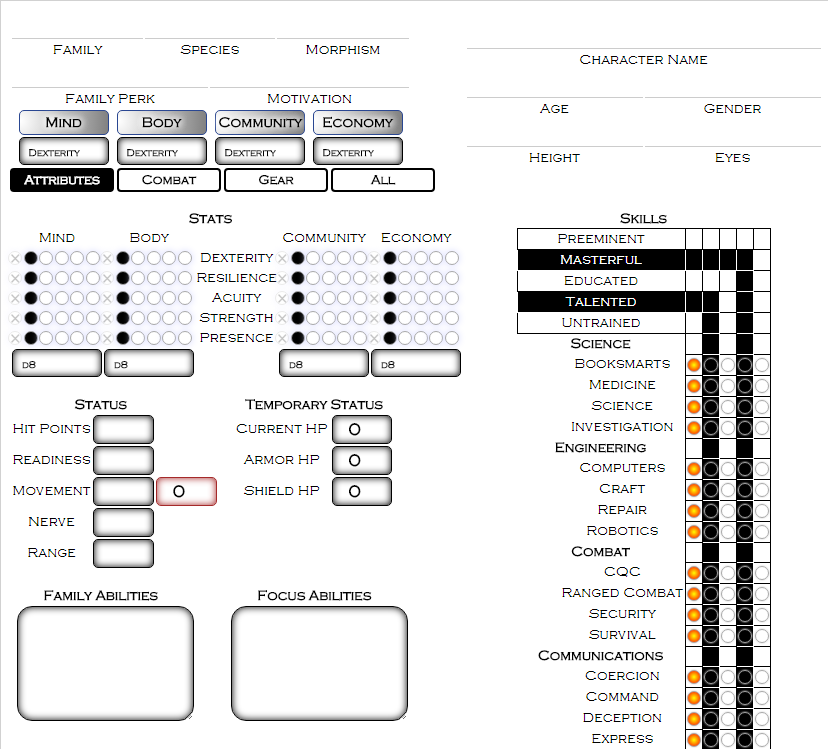 Family Species Morphism
Character Name
Family Perk Motivation
Age Gender
Mind Body Community Economy
Dexterity Dexterity Dexterity Dexterity
Height Eyes
Attributes Combat Gear All
Stats
Mind Body Community Economy
Dexterity
Resilience
Acuity
Strength
Presence
D8 D8 D8 D8
Status
Hit Points
Readiness
Movement 0
Nerve
Range
Temporary Status
Current HP 0
Armor HP 0
Shield HP 0
Family Abilities
Focus Abilities
Skills
Preeminent
Masterful
Educated
Talented
Untrained
Science
Booksmarts
Medicine
Science
Investigation
Engineering
Computers
Craft
Repair
Robotics
Combat
CQC
Ranged Combat
Security
Survival
Communications
Coercion
Command
Deception
Express